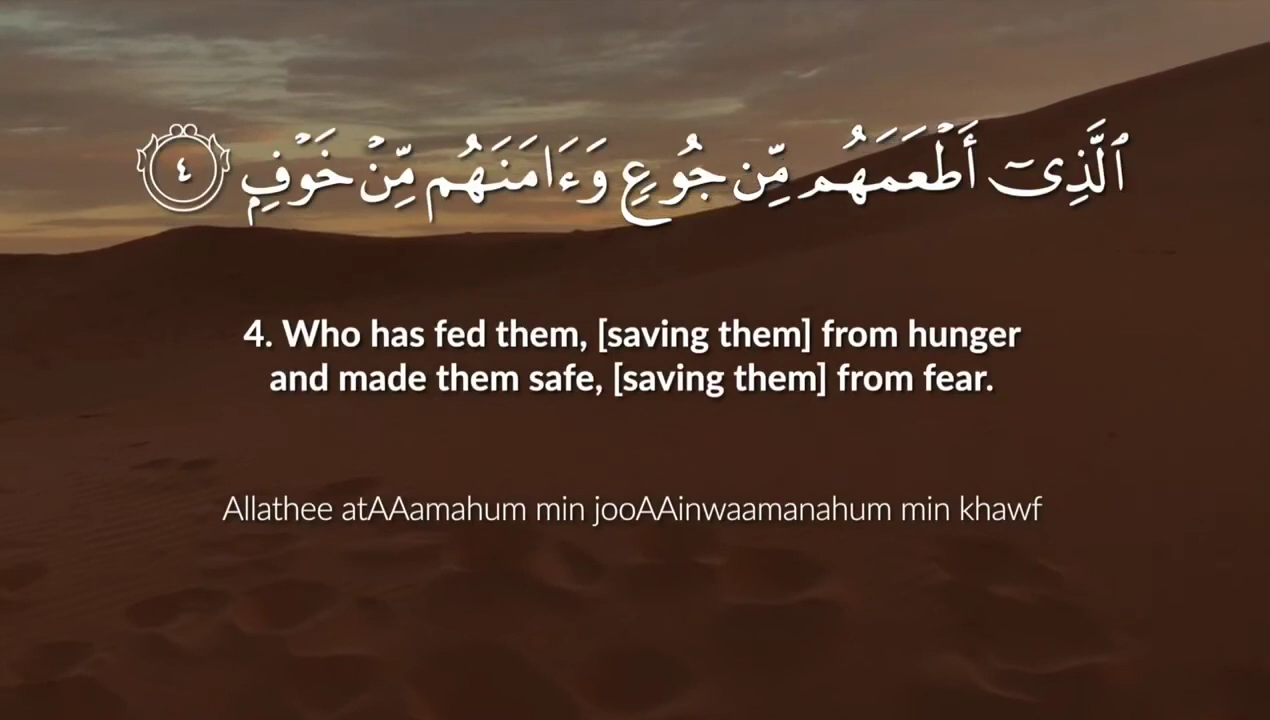 ٱلَّذِىٓ أَطْعَمَهُم مِّن جُوعٍ وَءَامَنَهُم مِّنْ خَوْفٍۭ ٤
4. Who has fed them, [saving them] from hunger
and made them safe, [saving them] from fear.
Allathee atAAamahum min jooAAinwaamanahum min khawf